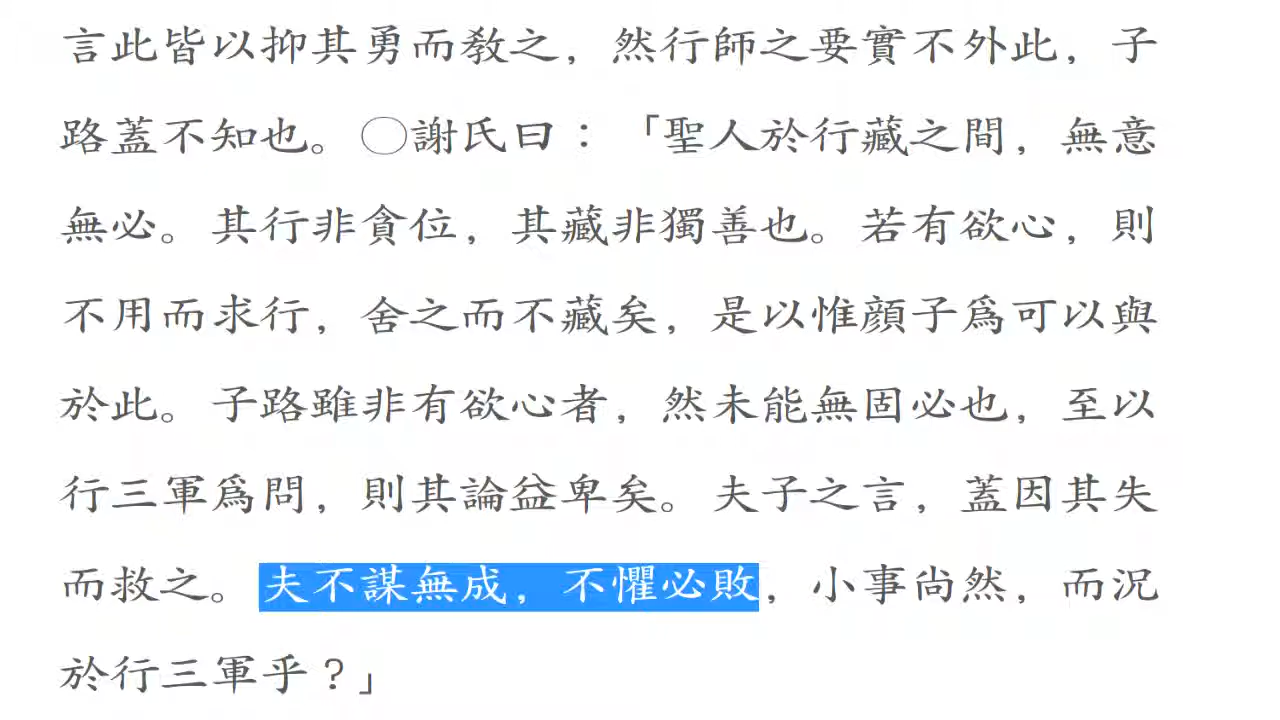 言此皆以抑其勇而敎之，然行師之要實不外此，子
路蓋不知也。◯謝氏曰：「聖人於行藏之間，無意
無必。其行非貪位，其藏非獨善也。若有欲心，則
不用而求行，舍之而不藏矣，是以惟顏子爲可以與
於此。子路雖非有欲心者，然未能無固必也，至以
行三軍爲問，則其論益卑矣。夫子之言，蓋因其失
而救之。夫不謀無成，不懼必敗，小事尚然，而況
於行三軍乎？」